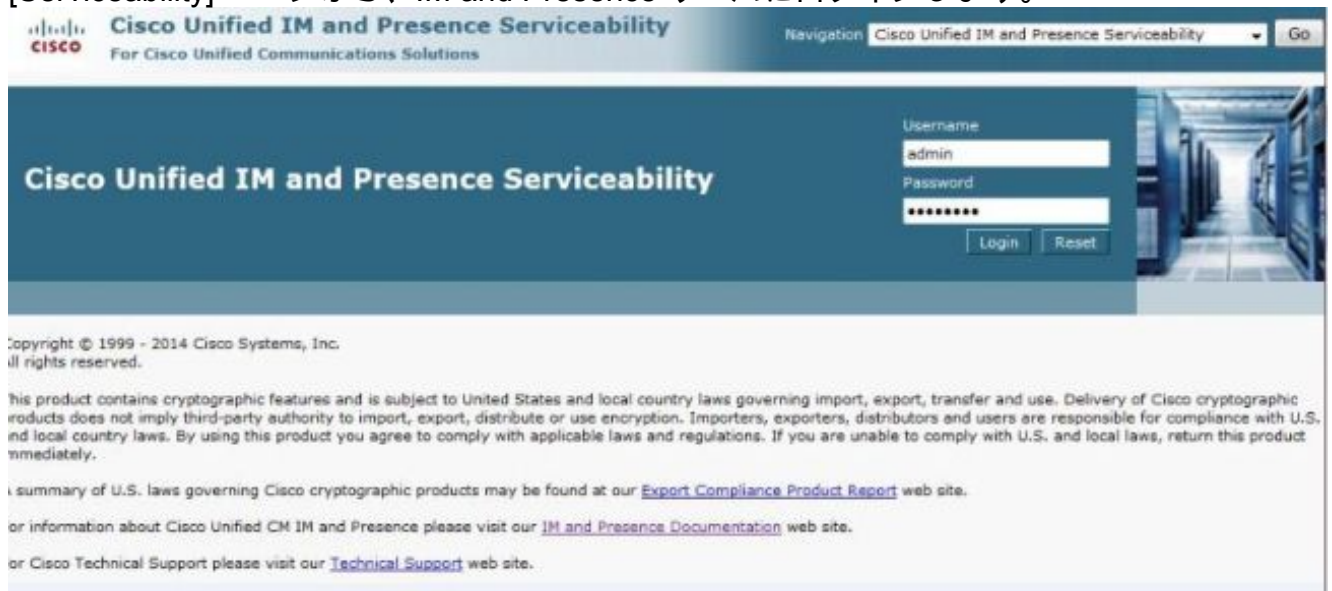 [Serviceability]
IM and Presence
Cisco Unified IM and Presence Serviceability
For Cisco Unified Communications Solutions
CISCO
Navigation Cisco Unified IM and Presence Serviceability Go
Username
admin
Cisco Unified IM and Presence Serviceability
Password
••••••••
Login Reset
Copyright © 1999 - 2014 Cisco Systems, Inc.
All rights reserved.
This product contains cryptographic features and is subject to United States and local country laws governing import, export, transfer and use. Delivery of Cisco cryptographic
products does not imply third-party authority to import, export, distribute or use encryption. Importers, exporters, distributors and users are responsible for compliance with U.S.
and local country laws. By using this product you agree to comply with applicable laws and regulations. If you are unable to comply with U.S. and local laws, return this product
immediately.
A summary of U.S. laws governing Cisco cryptographic products may be found at our Export Compliance Product Report web site.
For information about Cisco Unified CM IM and Presence please visit our IM and Presence Documentation web site.
For Cisco Technical Support please visit our Technical Support web site.